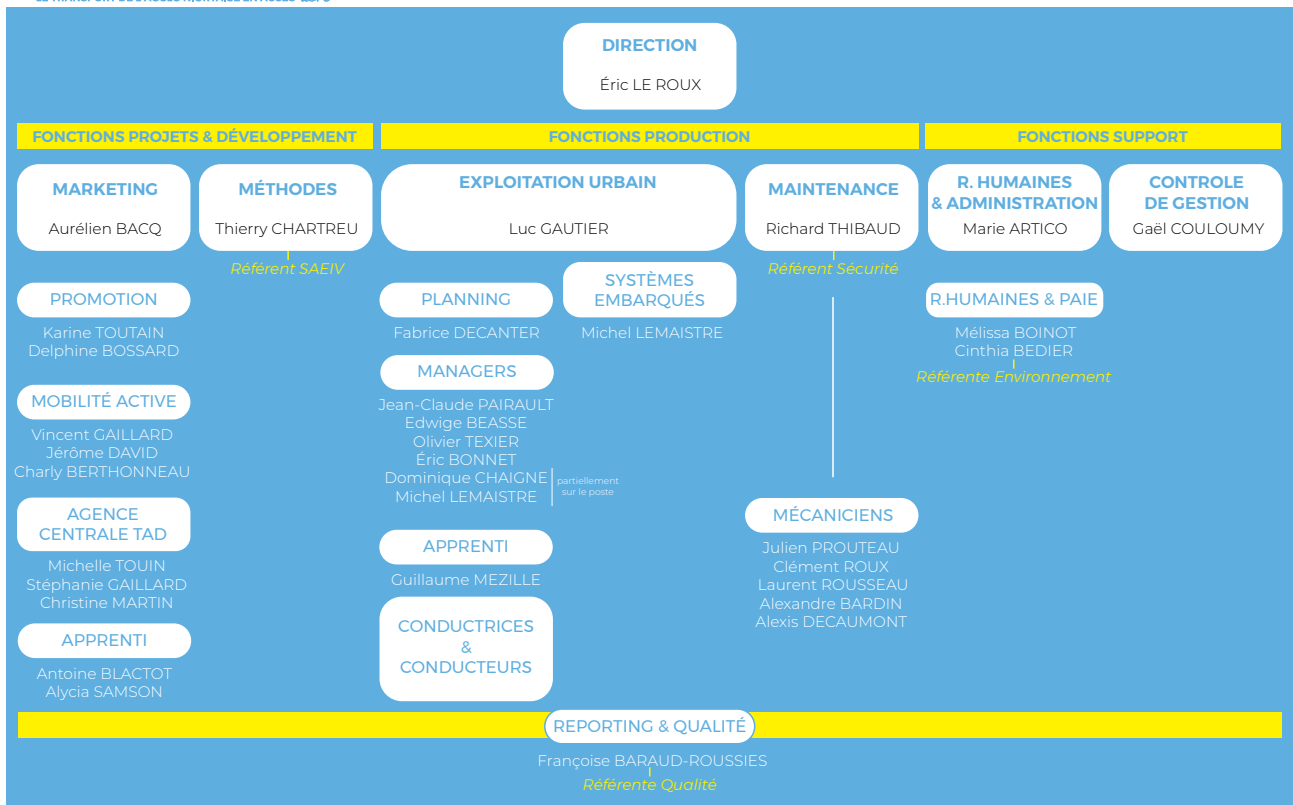 DIRECTION
Éric LE ROUX
FONCTIONS PROJETS & DÉVELOPPEMENT
FONCTIONS PRODUCTION
FONCTIONS SUPPORT
MARKETING
Aurélien BACQ
MÉTHODES
Thierry CHARTREU
Référent SAEIV
EXPLOITATION URBAIN
Luc GAUTIER
MAINTENANCE
Richard THIBAUD
Référent Sécurité
R. HUMAINES
& ADMINISTRATION
Marie ARTICO
CONTROLE
DE GESTION
Gaël COULOUMY
PROMOTION
Karine TOUTAIN
Delphine BOSSARD
MOBILITÉ ACTIVE
Vincent GAILLARD
Jérôme DAVID
Charly BERTHONNEAU
AGENCE
CENTRALE TAD
Michelle TOUIN
Stéphanie GAILLARD
Christine MARTIN
APPRENTI
Antoine BLACTOT
Alycia SAMSON
PLANNING
Fabrice DECANTER
SYSTÈMES
EMBARQUÉS
Michel LEMAISTRE
MANAGERS
Jean-Claude PAIRAULT
Edwige BEASSE
Olivier TEXIER
Éric BONNET
Dominique CHAIGNE
Michel LEMAISTRE
partiellement
sur le poste
APPRENTI
Guillaume MEZILLE
CONDUCTRICES
&
CONDUCTEURS
MÉCANICIENS
Julien PROUTEAU
Clément ROUX
Laurent ROUSSEAU
Alexandre BARDIN
Alexis DECAUMONT
R.HUMAINES & PAIE
Mélissa BOINOT
Cinthia BEDIER
Référente Environnement
REPORTING & QUALITÉ
Françoise BARAUD-ROUSSIES
Référente Qualité